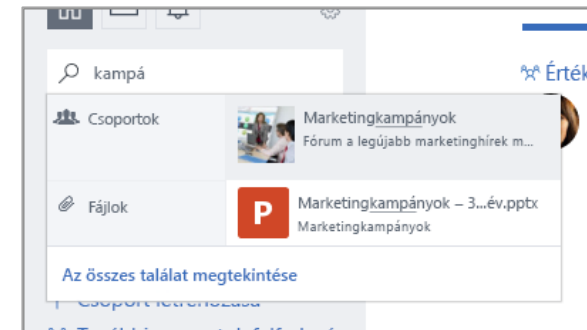 kampá
Érték
Csoportok
Marketingkampányok
Fórum a legújabb marketinghírek m...
Fájlok
P
Marketingkampányok – 3...év.pptx
Marketingkampányok
Az összes találat megtekintése
Csoport létrehozása